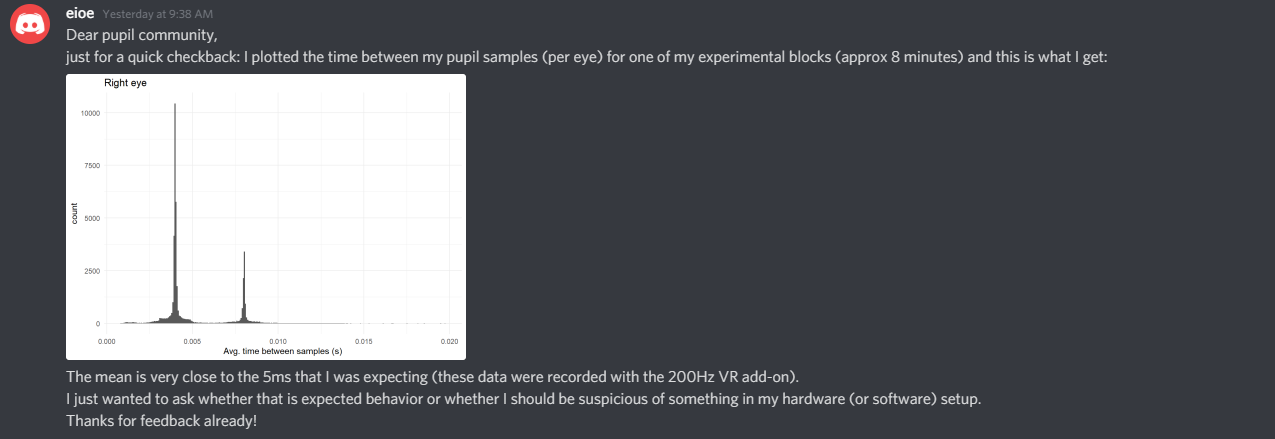 eioe Yesterday at 9:38 AM
Dear pupil community,
just for a quick checkback: I plotted the time between my pupil samples (per eye) for one of my experimental blocks (approx 8 minutes) and this is what I get:
Right eye
10000
7500
5000
2500
0
count
0.000 0.005 0.010 0.015 0.020
Avg. time between samples (s)
The mean is very close to the 5ms that I was expecting (these data were recorded with the 200Hz VR add-on).
I just wanted to ask whether that is expected behavior or whether I should be suspicious of something in my hardware (or software) setup.
Thanks for feedback already!